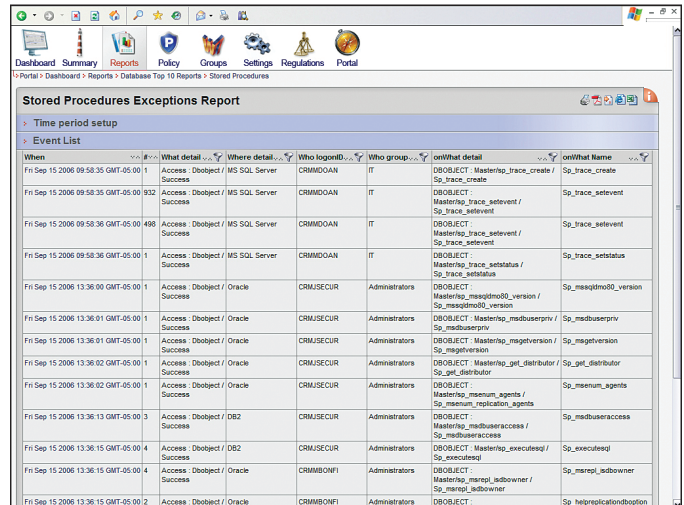 Dashboard Summary Reports Policy Groups Settings Regulations Portal
> Portal > Dashboard > Reports > Database Top 10 Reports > Stored Procedures
Stored Procedures Exceptions Report
> Time period setup
> Event List
When # What detail Where detail Who logonID Who group onWhat detail onWhat Name
Fri Sep 15 2006 09:58:35 GMT-05:00 1 Access : Dbobject / MS SQL Server CRMMDOAN IT DBOBJECT : Sp_trace_create
Success Master/sp_trace_create /
Sp_trace_create
Fri Sep 15 2006 09:58:35 GMT-05:00 932 Access : Dbobject / MS SQL Server CRMMDOAN IT DBOBJECT : Sp_trace_setevent
Success Master/sp_trace_setevent /
Sp_trace_setevent
Fri Sep 15 2006 09:58:36 GMT-05:00 498 Access : Dbobject / MS SQL Server CRMMDOAN IT DBOBJECT : Sp_trace_setevent
Success Master/sp_trace_setevent /
Sp_trace_setevent
Fri Sep 15 2006 09:58:36 GMT-05:00 1 Access : Dbobject / MS SQL Server CRMMDOAN IT DBOBJECT : Sp_trace_setstatus
Success Master/sp_trace_setstatus /
Sp_trace_setstatus
Fri Sep 15 2006 13:36:00 GMT-05:00 1 Access : Dbobject / Oracle CRMJSECUR Administrators DBOBJECT : Sp_mssqldmo80_version
Success Master/sp_mssqldmo80_version /
Sp_mssqldmo80_version
Fri Sep 15 2006 13:36:01 GMT-05:00 1 Access : Dbobject / Oracle CRMJSECUR Administrators DBOBJECT : Master/sp_msdbuserpriv / Sp_msdbuserpriv
Success Sp_msdbuserpriv
Fri Sep 15 2006 13:36:01 GMT-05:00 1 Access : Dbobject / Oracle CRMJSECUR Administrators DBOBJECT : Master/sp_msgetversion / Sp_msgetversion
Success Sp_msgetversion
Fri Sep 15 2006 13:36:02 GMT-05:00 1 Access : Dbobject / Oracle CRMJSECUR Administrators DBOBJECT : Master/sp_get_distributor / Sp_get_distributor
Success Sp_get_distributor
Fri Sep 15 2006 13:36:02 GMT-05:00 1 Access : Dbobject / Oracle CRMJSECUR Administrators DBOBJECT : Sp_msenum_agents
Success Master/sp_msenum_agents /
Sp_msenum_replication_agents
Fri Sep 15 2006 13:36:13 GMT-05:00 3 Access : Dbobject / DB2 CRMJSECUR Administrators DBOBJECT : Sp_msdbuseraccess
Success Master/sp_msdbuseraccess /
Sp_msdbuseraccess
Fri Sep 15 2006 13:36:15 GMT-05:00 4 Access : Dbobject / DB2 CRMJSECUR Administrators DBOBJECT : Master/sp_executesql / Sp_executesql
Success Sp_executesql
Fri Sep 15 2006 13:36:15 GMT-05:00 4 Access : Dbobject / Oracle CRMMBONFI Administrators DBOBJECT : Sp_msrepl_isdbowner
Success Master/sp_msrepl_isdbowner /
Sp_msrepl_isdbowner
Fri Sep 15 2006 13:36:15 GMT-05:00 2 Access : Dbobject / Oracle CRMMBONFI Administrators DBOBJECT : Sp_helpreplicationdboption